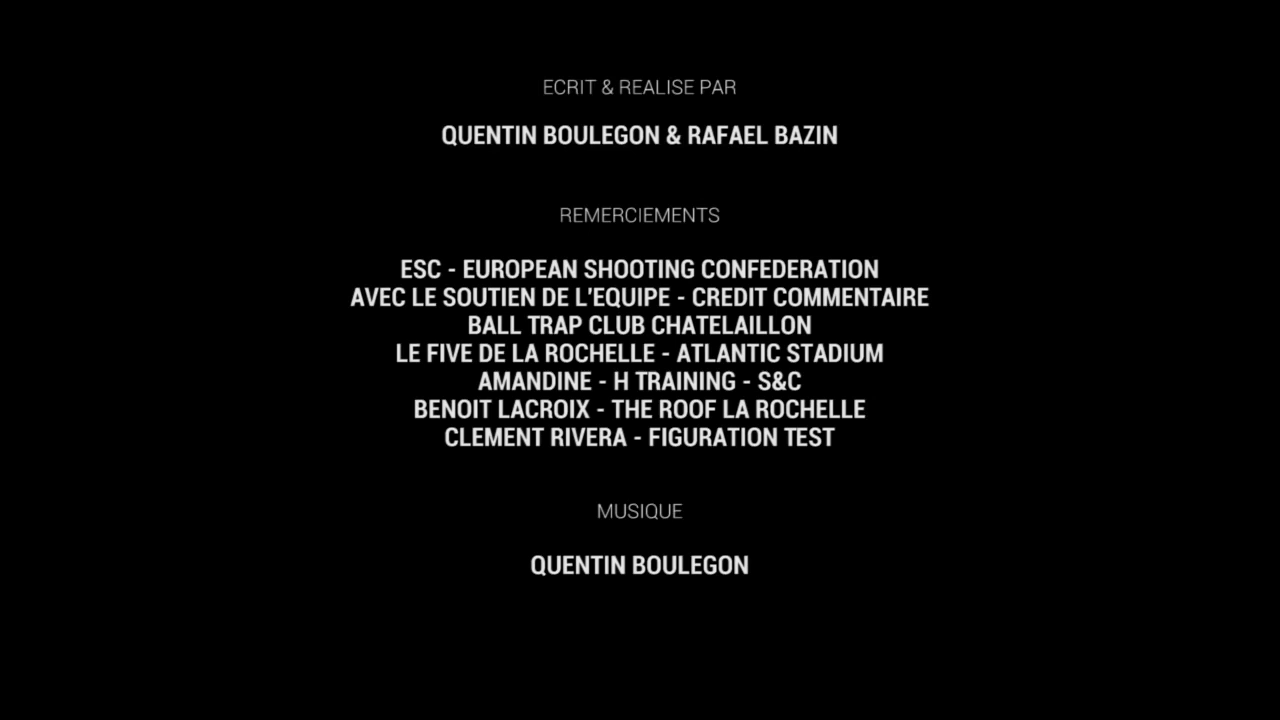 ECRIT & REALISE PAR
QUENTIN BOULEGON & RAFAEL BAZIN
REMERCIEMENTS
ESC - EUROPEAN SHOOTING CONFEDERATION
AVEC LE SOUTIEN DE L'EQUIPE - CREDIT COMMENTAIRE
BALL TRAP CLUB CHATELAILLON
LE FIVE DE LA ROCHELLE - ATLANTIC STADIUM
AMANDINE - H TRAINING - S&C
BENOIT LACROIX - THE ROOF LA ROCHELLE
CLEMENT RIVERA - FIGURATION TEST
MUSIQUE
QUENTIN BOULEGON